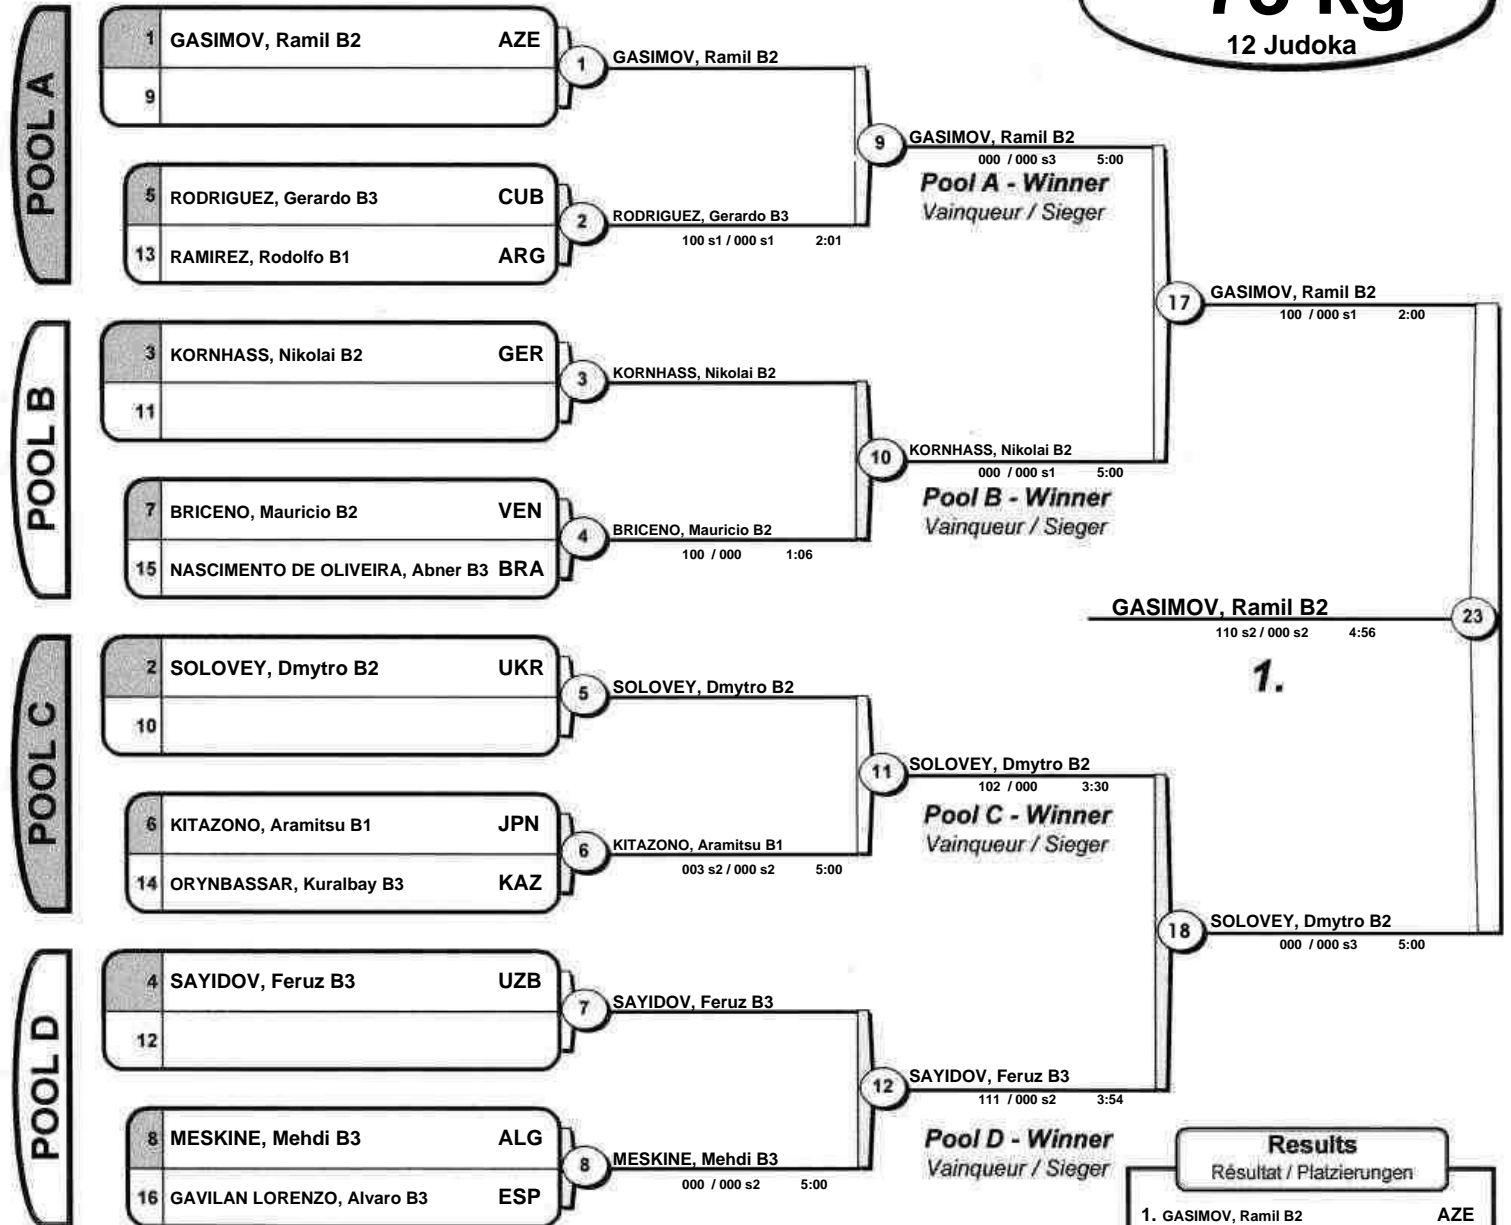 kg
12 Judoka
POOL A
1 GASIMOV, Ramil B2 AZE
9
5 RODRIGUEZ, Gerardo B3 CUB
13 RAMIREZ, Rodolfo B1 ARG
POOL B
3 KORNHASS, Nikolai B2 GER
11
7 BRICENO, Mauricio B2 VEN
15 NASCIMENTO DE OLIVEIRA, Abner B3 BRA
POOL C
2 SOLOVEY, Dmytro B2 UKR
10
6 KITAZONO, Aramitsu B1 JPN
14 ORYNBASSAR, Kuralbay B3 KAZ
POOL D
4 SAYIDOV, Feruz B3 UZB
12
8 MESKINE, Mehdi B3 ALG
16 GAVILAN LORENZO, Alvaro B3 ESP
1 GASIMOV, Ramil B2
2 RODRIGUEZ, Gerardo B3
100 s1 / 000 s1 2:01
3 KORNHASS, Nikolai B2
4 BRICENO, Mauricio B2
100 / 000 1:06
5 SOLOVEY, Dmytro B2
6 KITAZONO, Aramitsu B1
003 s2 / 000 s2 5:00
7 SAYIDOV, Feruz B3
8 MESKINE, Mehdi B3
000 / 000 s2 5:00
9 GASIMOV, Ramil B2
000 / 000 s3 5:00
Pool A - Winner
Vainqueur / Sieger
10 KORNHASS, Nikolai B2
000 / 000 s1 5:00
Pool B - Winner
Vainqueur / Sieger
11 SOLOVEY, Dmytro B2
102 / 000 3:30
Pool C - Winner
Vainqueur / Sieger
12 SAYIDOV, Feruz B3
111 / 000 s2 3:54
Pool D - Winner
Vainqueur / Sieger
17 GASIMOV, Ramil B2
100 / 000 s1 2:00
18 SOLOVEY, Dmytro B2
000 / 000 s3 5:00
GASIMOV, Ramil B2 23
110 s2 / 000 s2 4:56
1.
Results
Résultat / Platzierungen
1. GASIMOV, Ramil B2 AZE